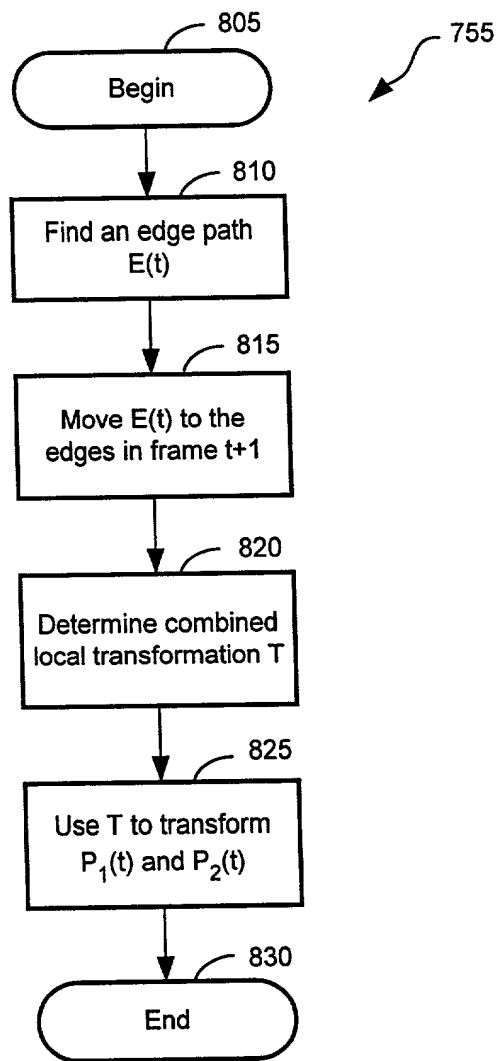 805
755
Begin
810
Find an edge path
E(t)
815
Move E(t) to the
edges in frame t+1
820
Determine combined
local transformation T
825
Use T to transform
P₁(t) and P₂(t)
830
End